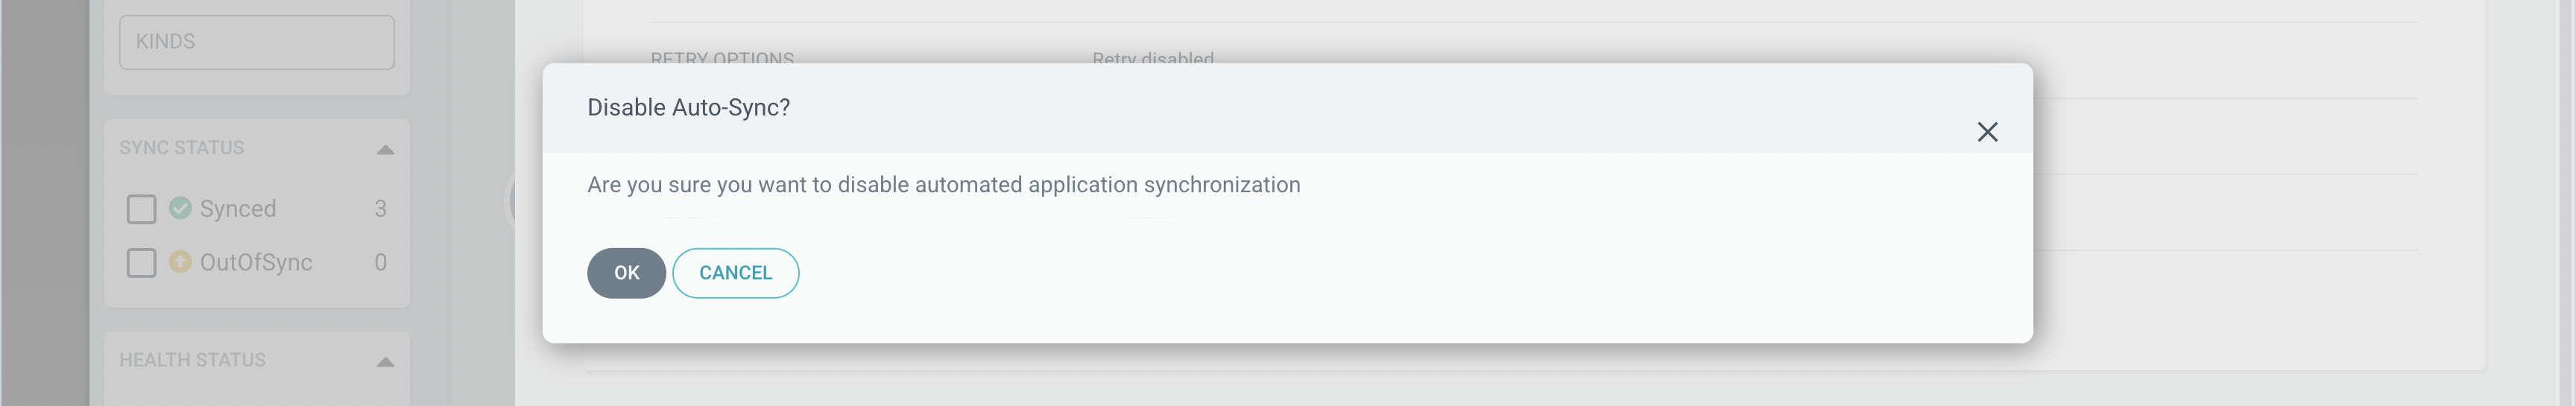 KINDS
RETRY OPTIONS Retry disabled
Disable Auto-Sync?
SYNC STATUS
Are you sure you want to disable automated application synchronization
Synced 3
OutOfSync 0
OK CANCEL
HEALTH STATUS